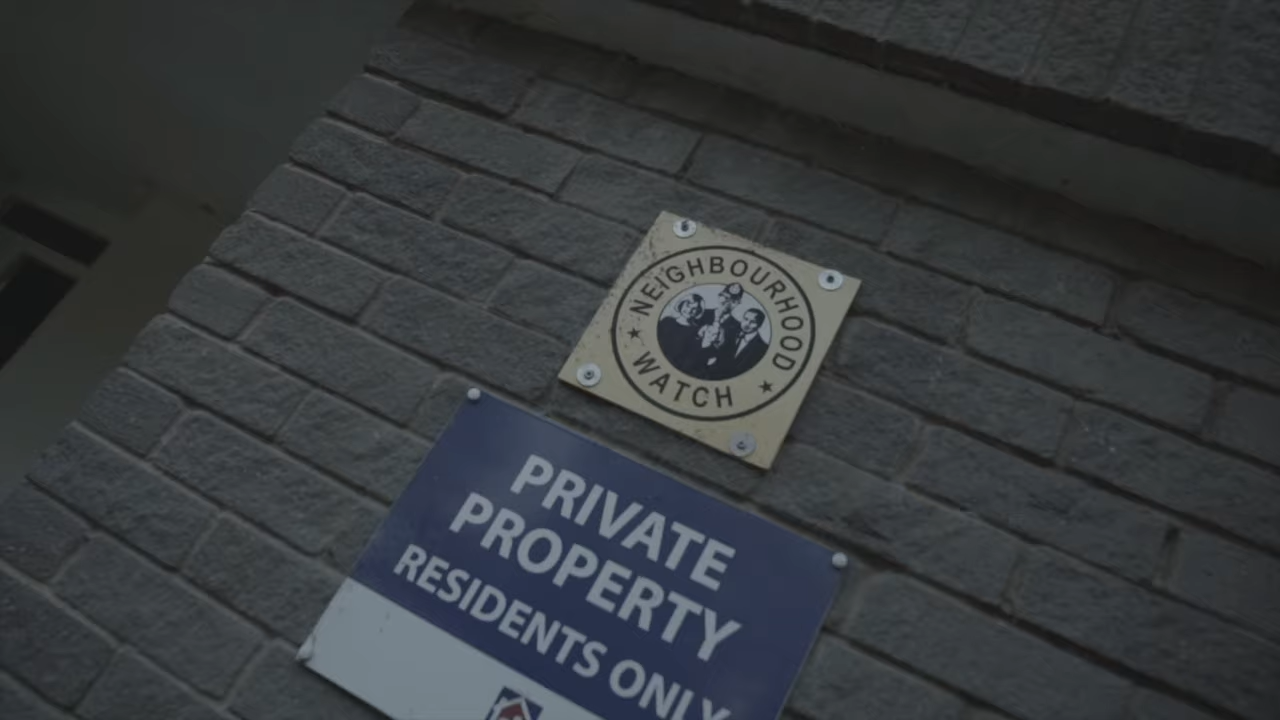 NEIGHBOURHOOD
WATCH
PRIVATE
PROPERTY
RESIDENTS ONLY